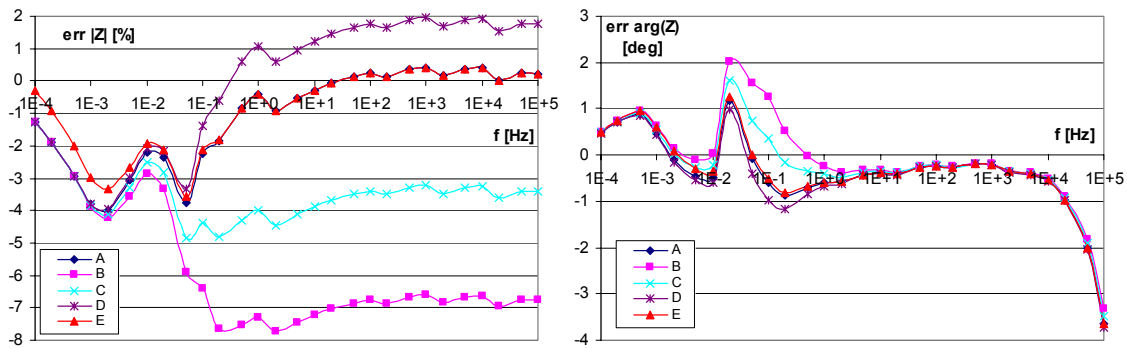 err |Z| [%]
2
1
0
-1
-2
-3
-4
-5
-6
-7
-8
1E-4
1E-3
1E-2
1E-1
1E+0
1E+1
1E+2
1E+3
1E+4
1E+5
f [Hz]
A
B
C
D
E
err arg(Z)
[deg]
3
2
1
0
-1
-2
-3
-4
1E-4
1E-3
1E-2
1E-1
1E+0
1E+1
1E+2
1E+3
1E+4
1E+5
f [Hz]
A
B
C
D
E